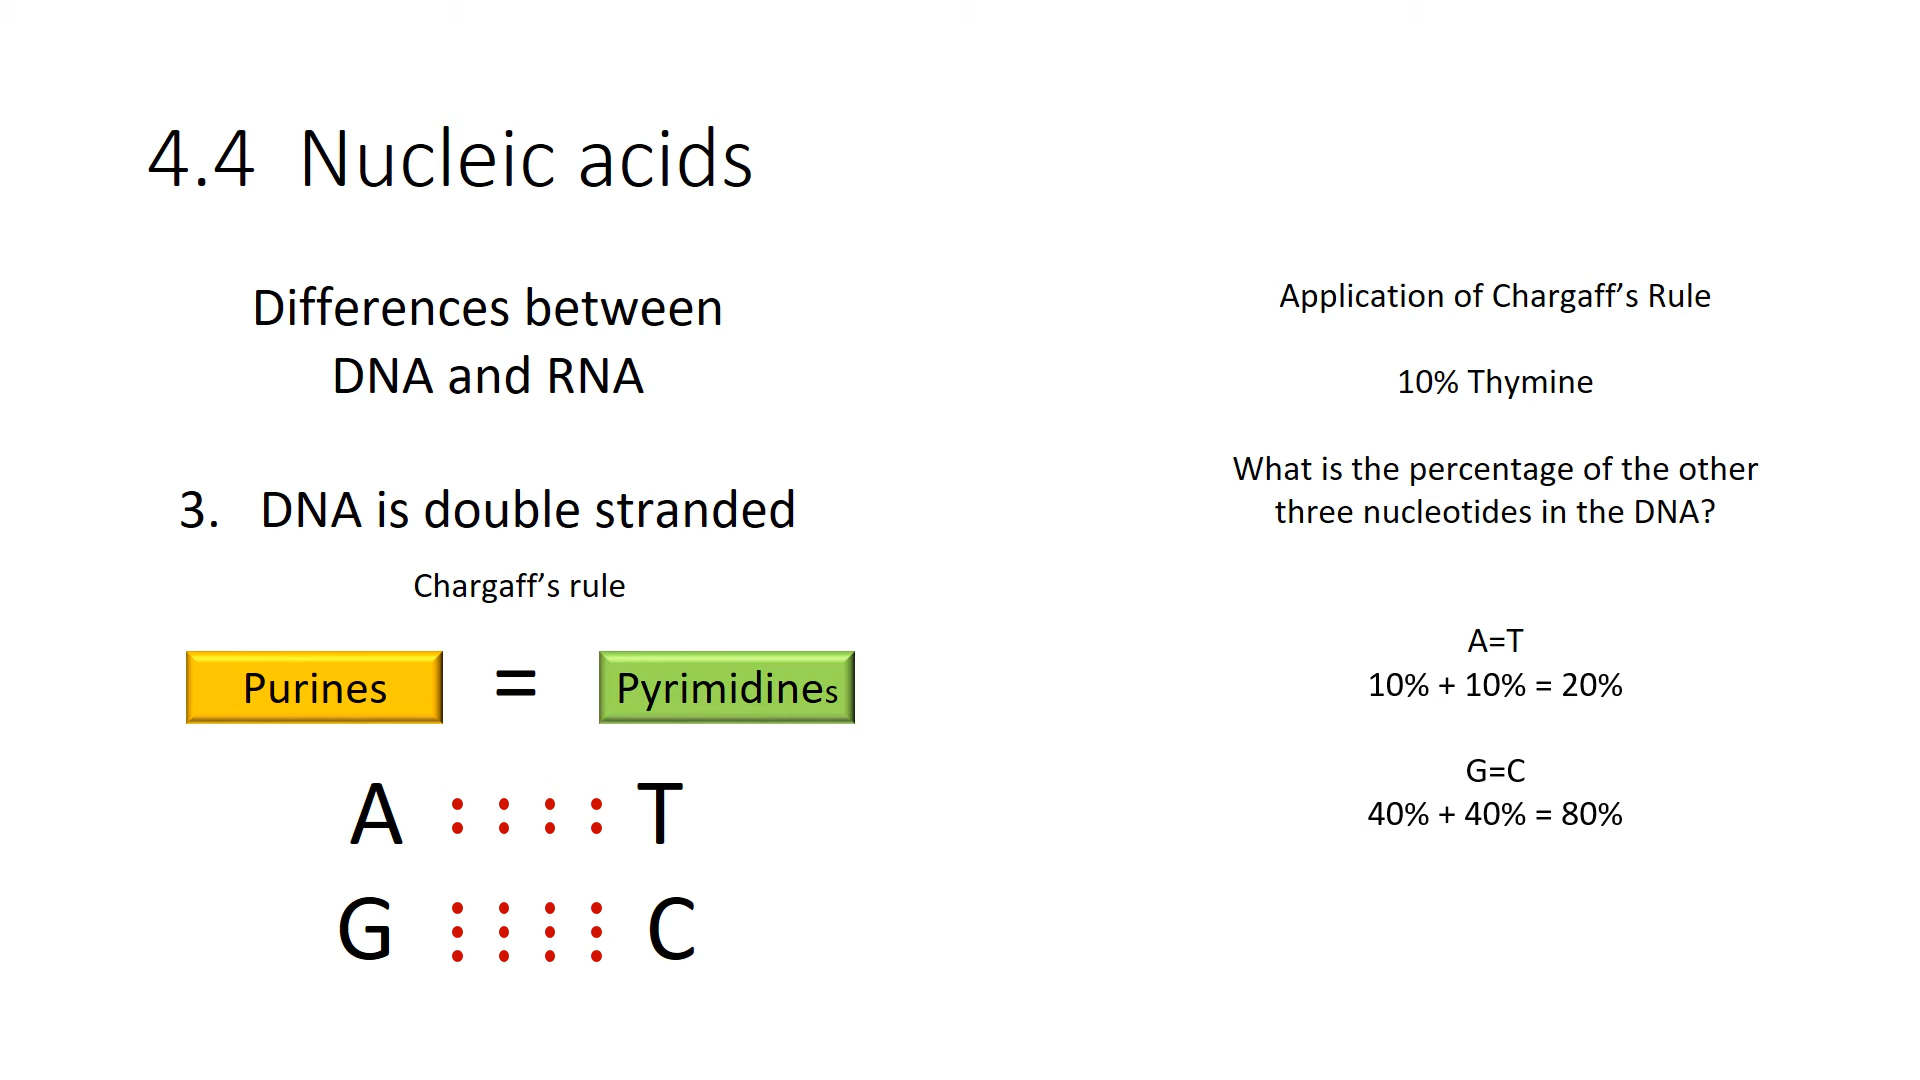 4.4 Nucleic acids
Differences between
DNA and RNA
3. DNA is double stranded
Chargaff’s rule
Purines = Pyrimidines
A T
G C
Application of Chargaff’s Rule
10% Thymine
What is the percentage of the other
three nucleotides in the DNA?
A=T
10% + 10% = 20%
G=C
40% + 40% = 80%